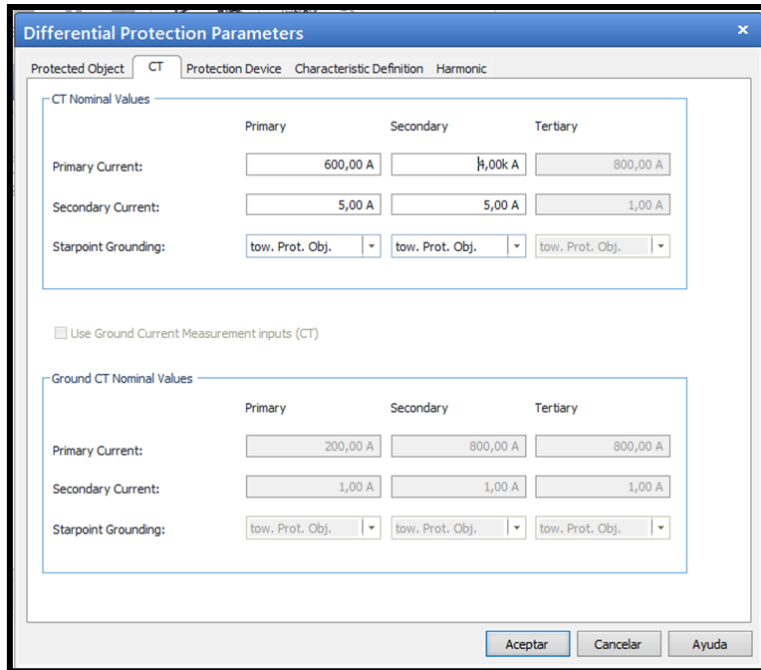 Differential Protection Parameters
Protected Object CT Protection Device Characteristic Definition Harmonic
CT Nominal Values
Primary Secondary Tertiary
Primary Current: 600,00 A 4,00k A 800,00 A
Secondary Current: 5,00 A 5,00 A 1,00 A
Starpoint Grounding: tow. Prot. Obj. tow. Prot. Obj. tow. Prot. Obj.
Use Ground Current Measurement inputs (CT)
Ground CT Nominal Values
Primary Secondary Tertiary
Primary Current: 200,00 A 800,00 A 800,00 A
Secondary Current: 1,00 A 1,00 A 1,00 A
Starpoint Grounding: tow. Prot. Obj. tow. Prot. Obj. tow. Prot. Obj.
Aceptar Cancelar Ayuda